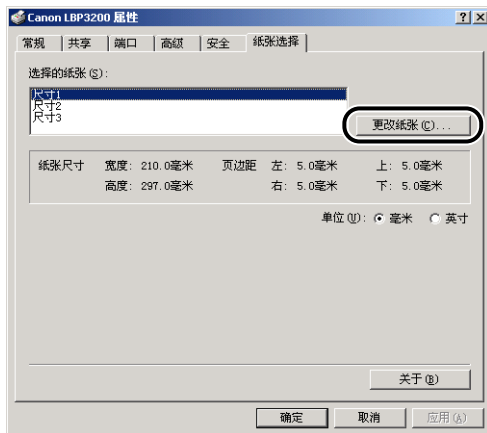 Canon LBP3200 属性
常规 共享 端口 高级 安全 纸张选择
选择的纸张(S):
尺寸1
尺寸2
尺寸3
更改纸张(C)...
纸张尺寸 宽度: 210.0毫米 页边距 左: 5.0毫米 上: 5.0毫米
高度: 297.0毫米 右: 5.0毫米 下: 5.0毫米
单位(U): 毫米 英寸
关于(B)
确定 取消 应用(A)